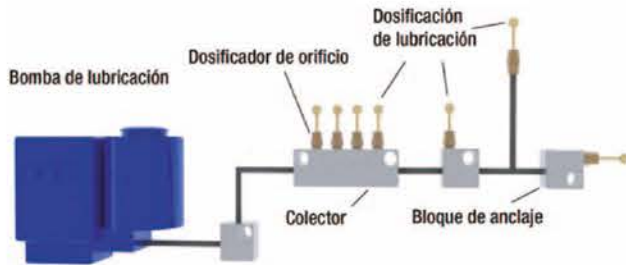 Dosificación
de lubricación
Dosificador de orificio
Bomba de lubricación
Colector
Bloque de anclaje